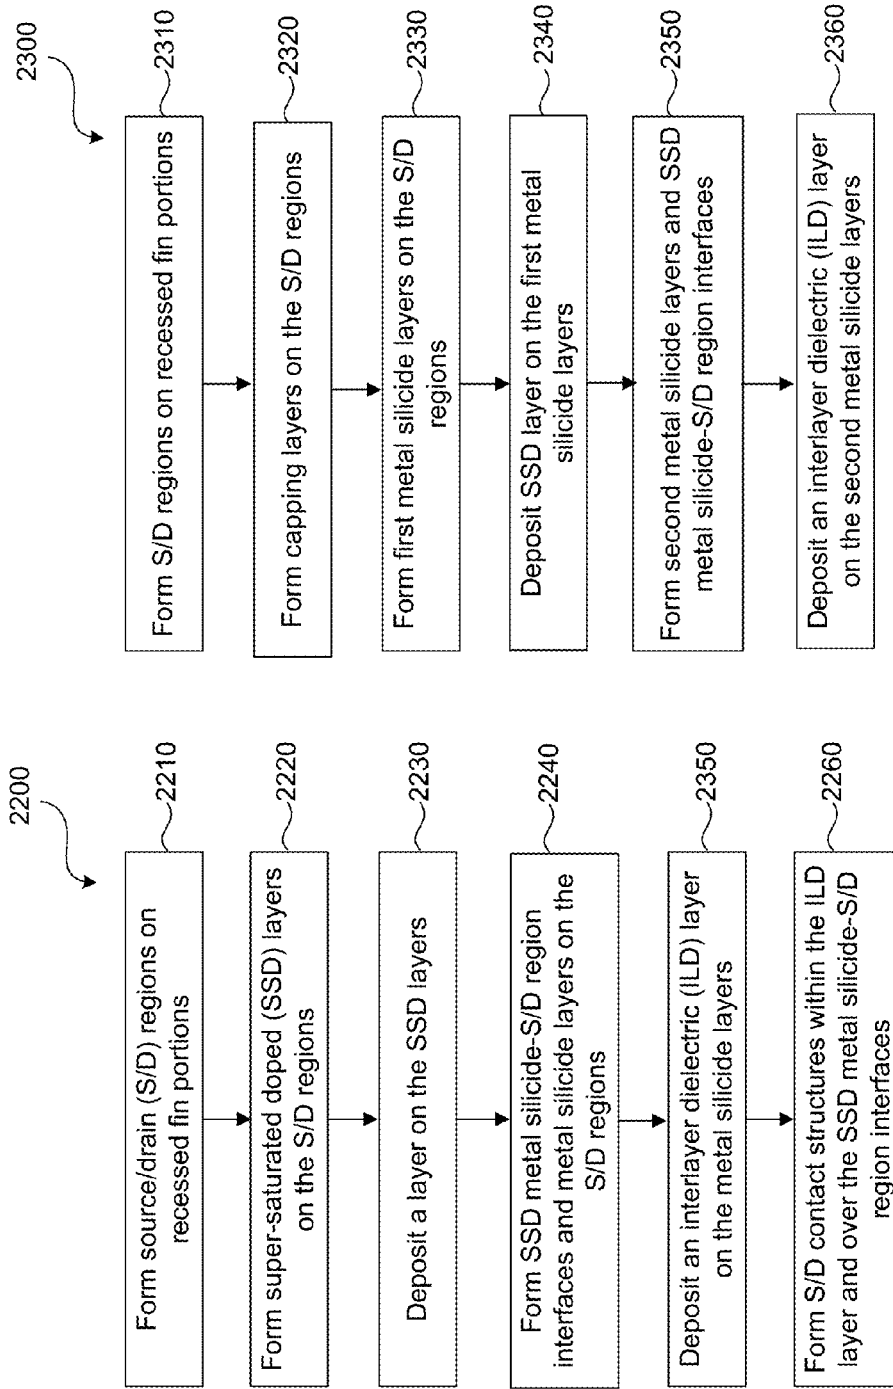 2200
Form source/drain (S/D) regions on
recessed fin portions
2210
Form super-saturated doped (SSD) layers
on the S/D regions
2220
Deposit a layer on the SSD layers
2230
Form SSD metal silicide-S/D region
interfaces and metal silicide layers on the
S/D regions
2240
Deposit an interlayer dielectric (ILD) layer
on the metal silicide layers
2350
Form S/D contact structures within the ILD
layer and over the SSD metal silicide-S/D
region interfaces
2260
2300
Form S/D regions on recessed fin portions
2310
Form capping layers on the S/D regions
2320
Form first metal silicide layers on the S/D
regions
2330
Deposit SSD layer on the first metal
silicide layers
2340
Form second metal silicide layers and SSD
metal silicide-S/D region interfaces
2350
Deposit an interlayer dielectric (ILD) layer
on the second metal silicide layers
2360